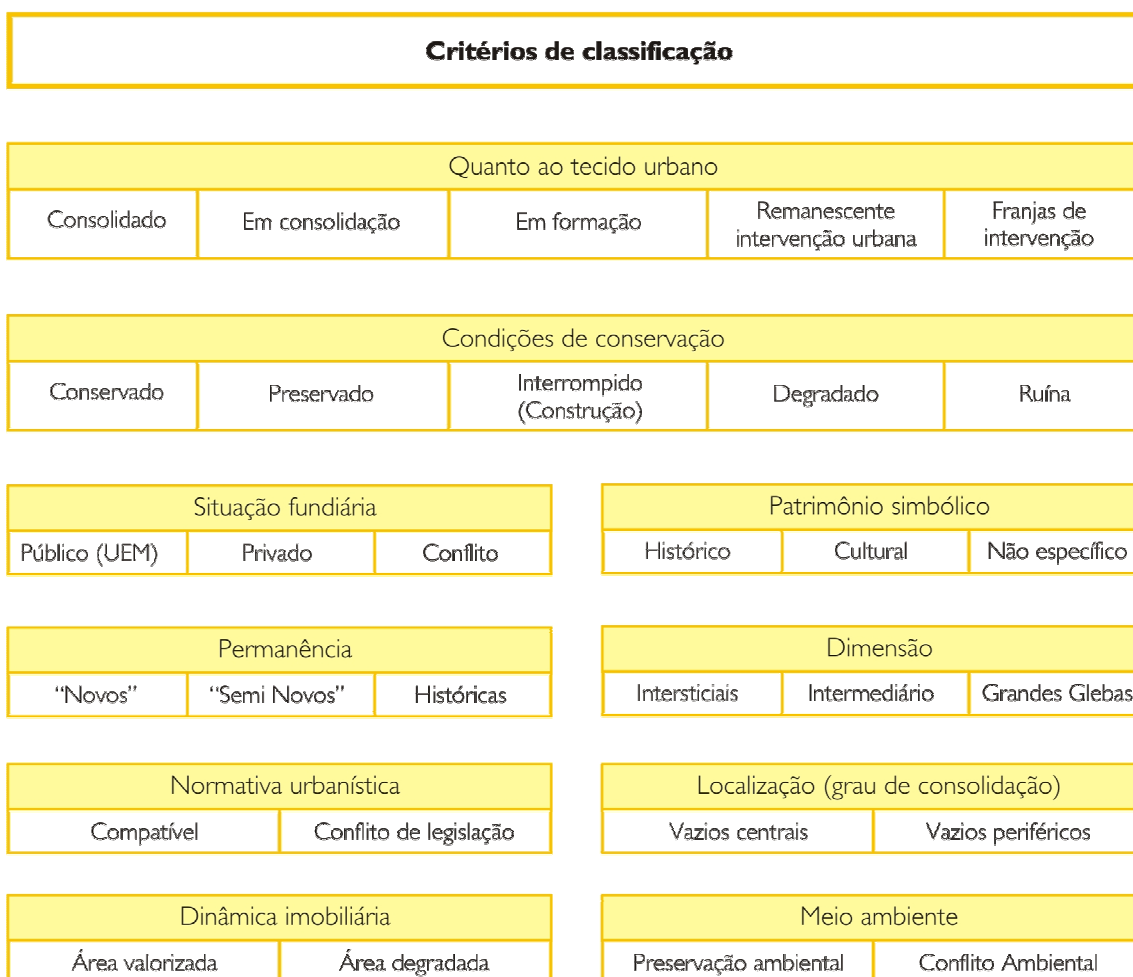 Critérios de classificação
Quanto ao tecido urbano
Consolidado
Em consolidação
Em formação
Remanescente
intervenção urbana
Franjas de
intervenção
Condições de conservação
Conservado
Preservado
Interrompido
(Construção)
Degradado
Ruína
Situação fundiária
Público (UEM)
Privado
Conflito
Patrimônio simbólico
Histórico
Cultural
Não específico
Permanência
“Novos”
“Semi Novos”
Históricas
Dimensão
Intersticiais
Intermediário
Grandes Glebas
Normativa urbanística
Compatível
Conflito de legislação
Localização (grau de consolidação)
Vazios centrais
Vazios periféricos
Dinâmica imobiliária
Área valorizada
Área degradada
Meio ambiente
Preservação ambiental
Conflito Ambiental